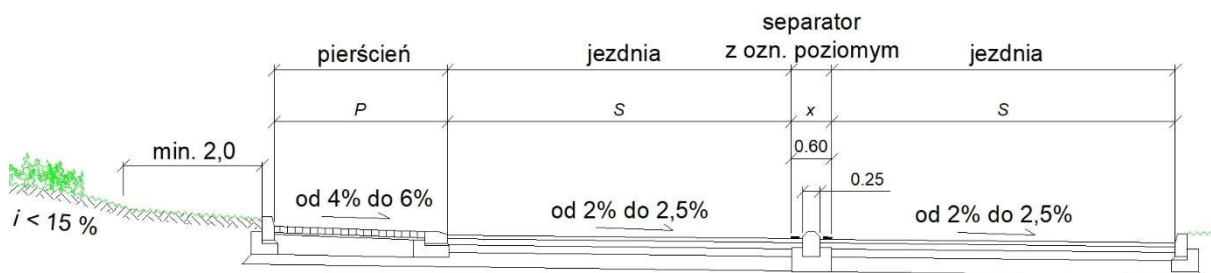 separator
pierścień
jezdnia
z ozn. poziomym
jezdnia
P
S
x
S
min. 2,0
0.60
0.25
od 4% do 6%
od 2% do 2,5%
od 2% do 2,5%
i < 15 %